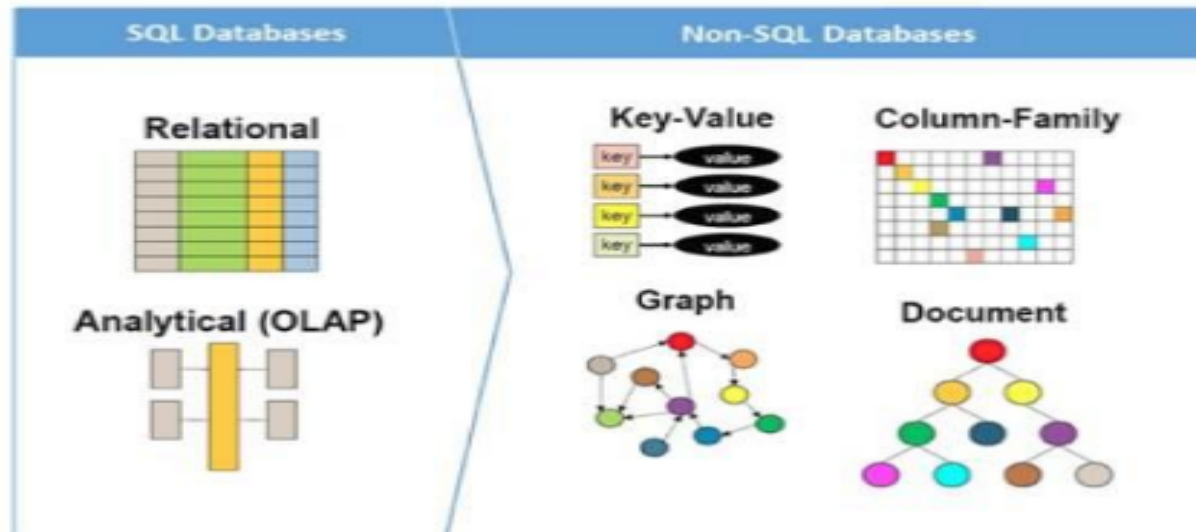 SQL Databases
Non-SQL Databases
Relational
Analytical (OLAP)
Key-Value
key value
key value
key value
key value
Column-Family
Graph
Document